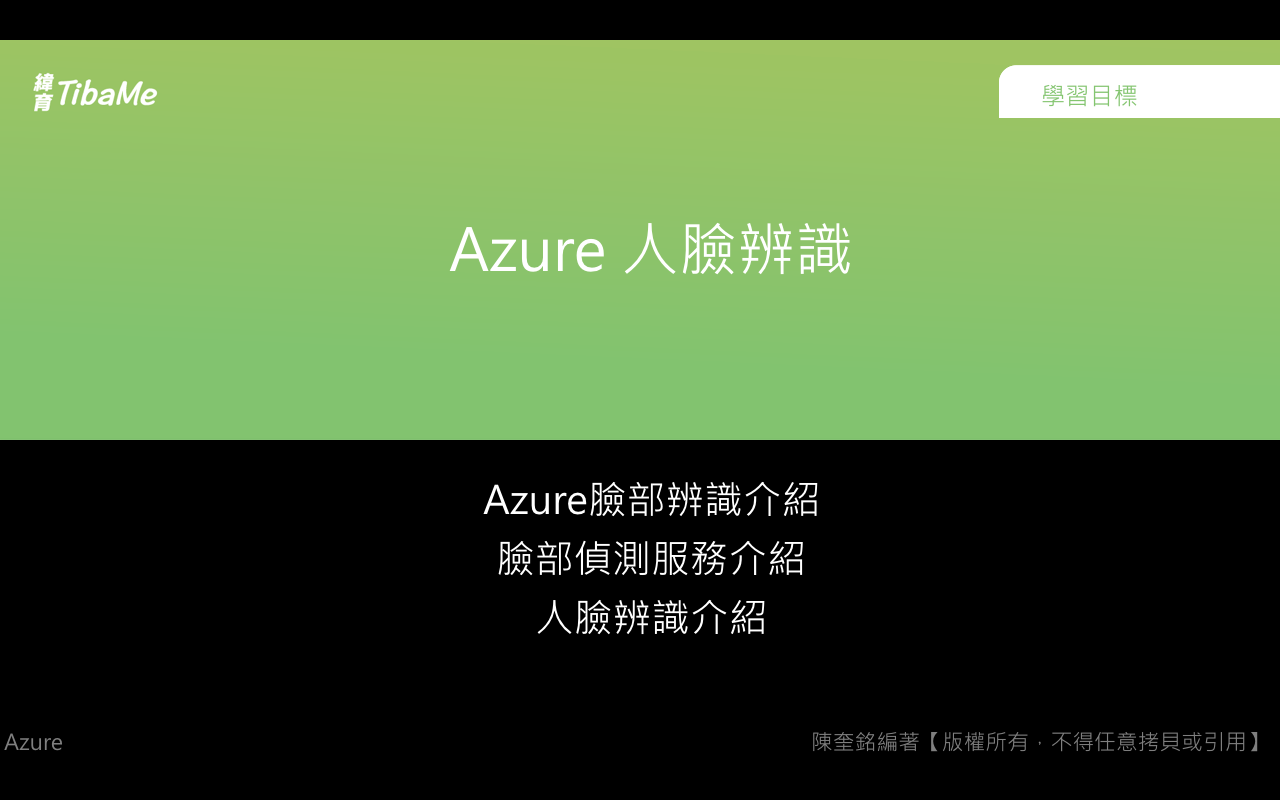 緯育 TibaMe
學習目標
Azure 人臉辨識
Azure臉部辨識介紹
臉部偵測服務介紹
人臉辨識介紹
Azure
陳奎銘編著【版權所有，不得任意拷貝或引用】